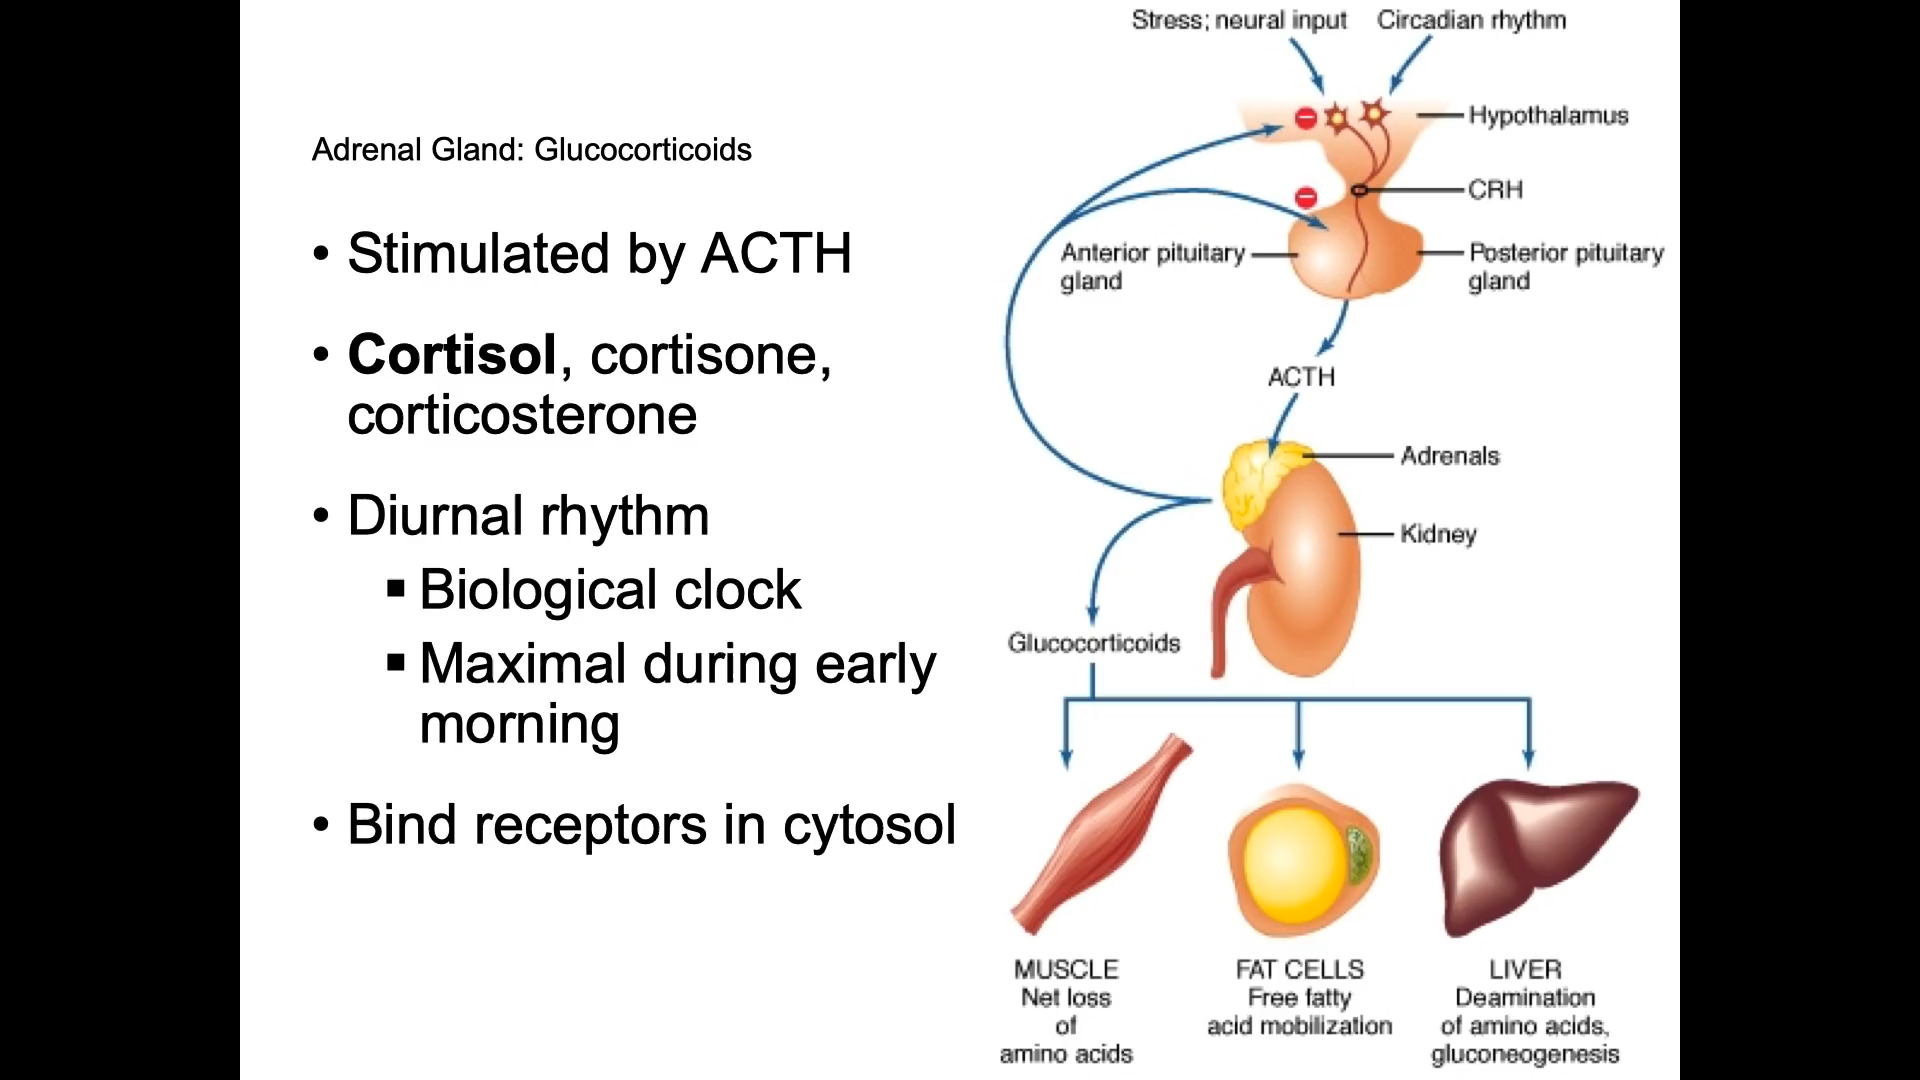 Adrenal Gland: Glucocorticoids
• Stimulated by ACTH
• Cortisol, cortisone,
corticosterone
• Diurnal rhythm
▪ Biological clock
▪ Maximal during early
morning
• Bind receptors in cytosol
Stress; neural input
Circadian rhythm
Hypothalamus
CRH
Anterior pituitary
gland
Posterior pituitary
gland
ACTH
Adrenals
Kidney
Glucocorticoids
MUSCLE
Net loss
of
amino acids
FAT CELLS
Free fatty
acid mobilization
LIVER
Deamination
of amino acids,
gluconeogenesis